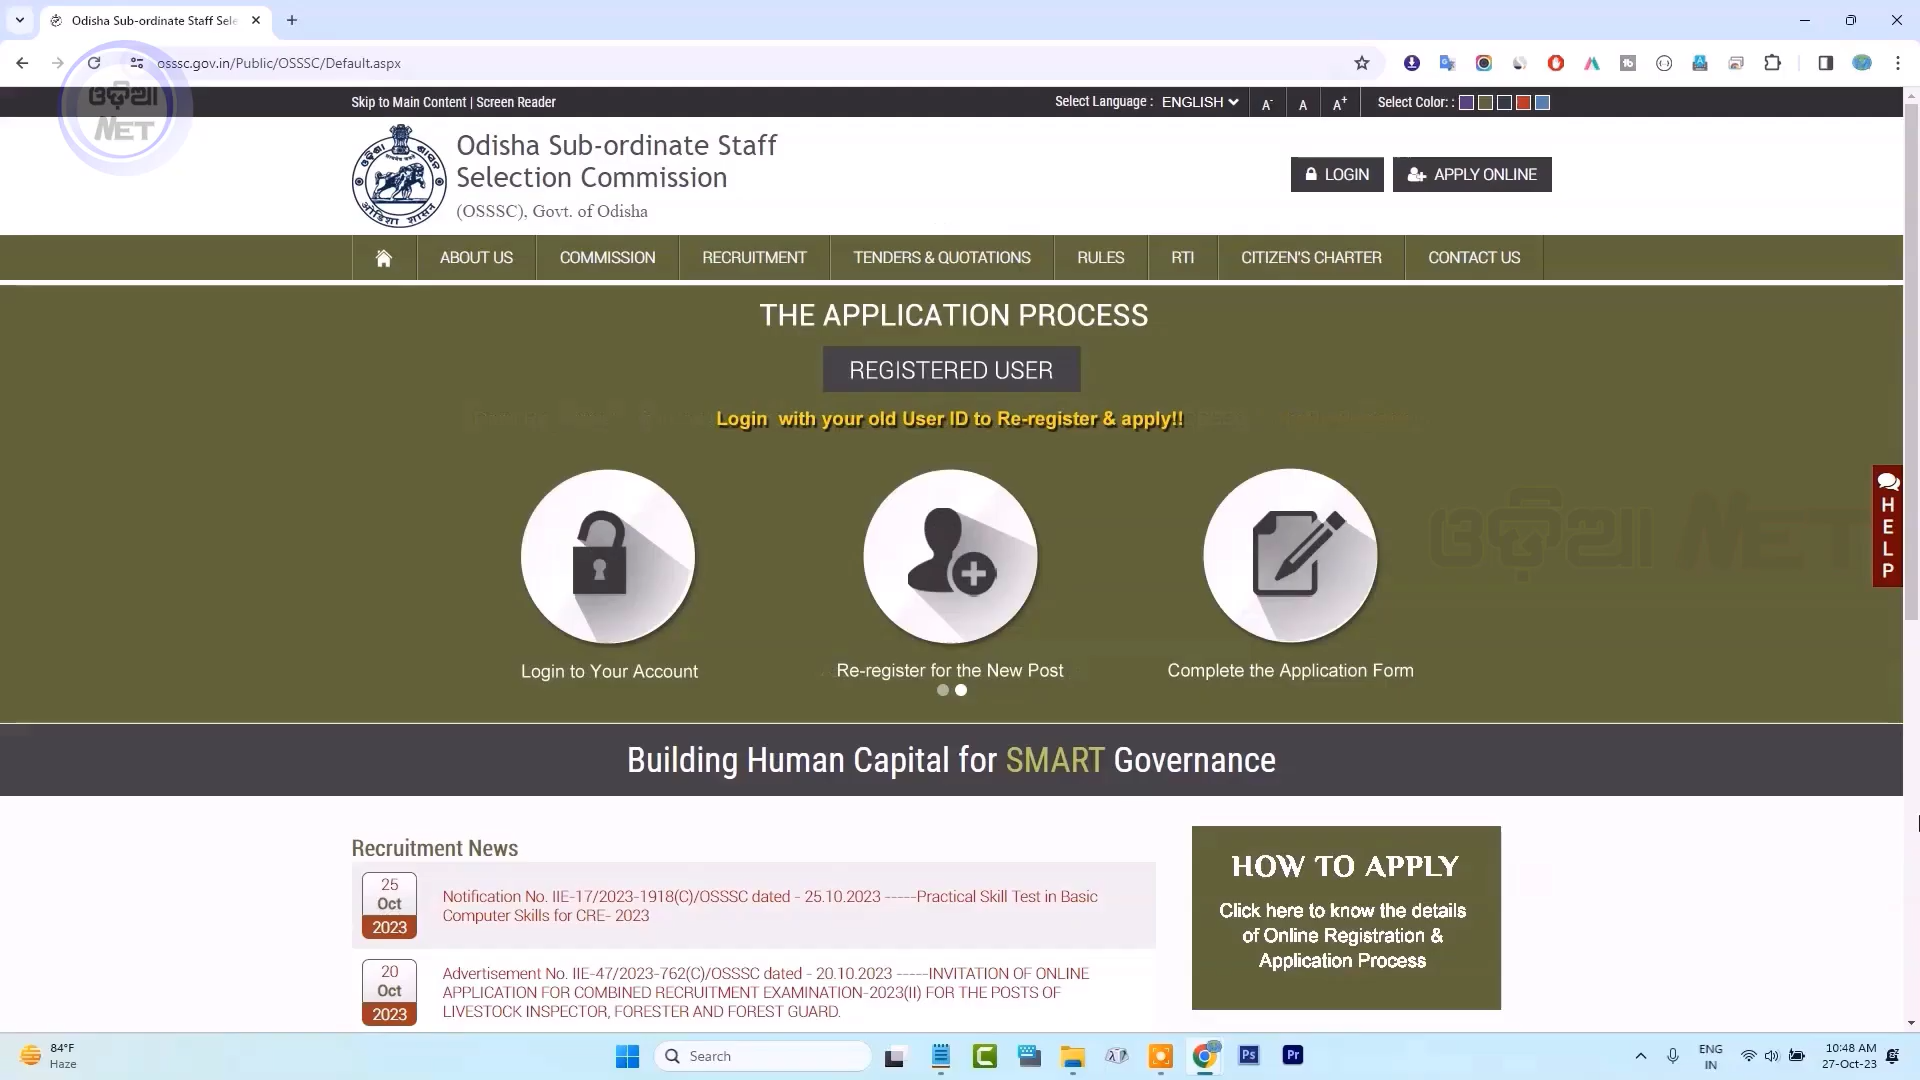 Odisha Sub-ordinate Staff Sele
osssc.gov.in/Public/OSSSC/Default.aspx
ଓଡ଼ିଆ
NET
Skip to Main Content | Screen Reader
Select Language : ENGLISH
A-
A
A+
Select Color: :
Odisha Sub-ordinate Staff
Selection Commission
(OSSSC), Govt. of Odisha
LOGIN
APPLY ONLINE
ABOUT US
COMMISSION
RECRUITMENT
TENDERS & QUOTATIONS
RULES
RTI
CITIZEN'S CHARTER
CONTACT US
THE APPLICATION PROCESS
REGISTERED USER
Login with your old User ID to Re-register & apply!!
ଓଡ଼ିଆ NET
HELP
Login to Your Account
Re-register for the New Post
Complete the Application Form
Building Human Capital for SMART Governance
Recruitment News
25
Oct
2023
Notification No. IIE-17/2023-1918(C)/OSSSC dated - 25.10.2023 -----Practical Skill Test in Basic
Computer Skills for CRE- 2023
20
Oct
2023
Advertisement No. IIE-47/2023-762(C)/OSSSC dated - 20.10.2023 -----INVITATION OF ONLINE
APPLICATION FOR COMBINED RECRUITMENT EXAMINATION-2023(II) FOR THE POSTS OF
LIVESTOCK INSPECTOR, FORESTER AND FOREST GUARD.
HOW TO APPLY
Click here to know the details
of Online Registration &
Application Process
84°F
Haze
Search
Ps
Pr
ENG
IN
10:48 AM
27-Oct-23